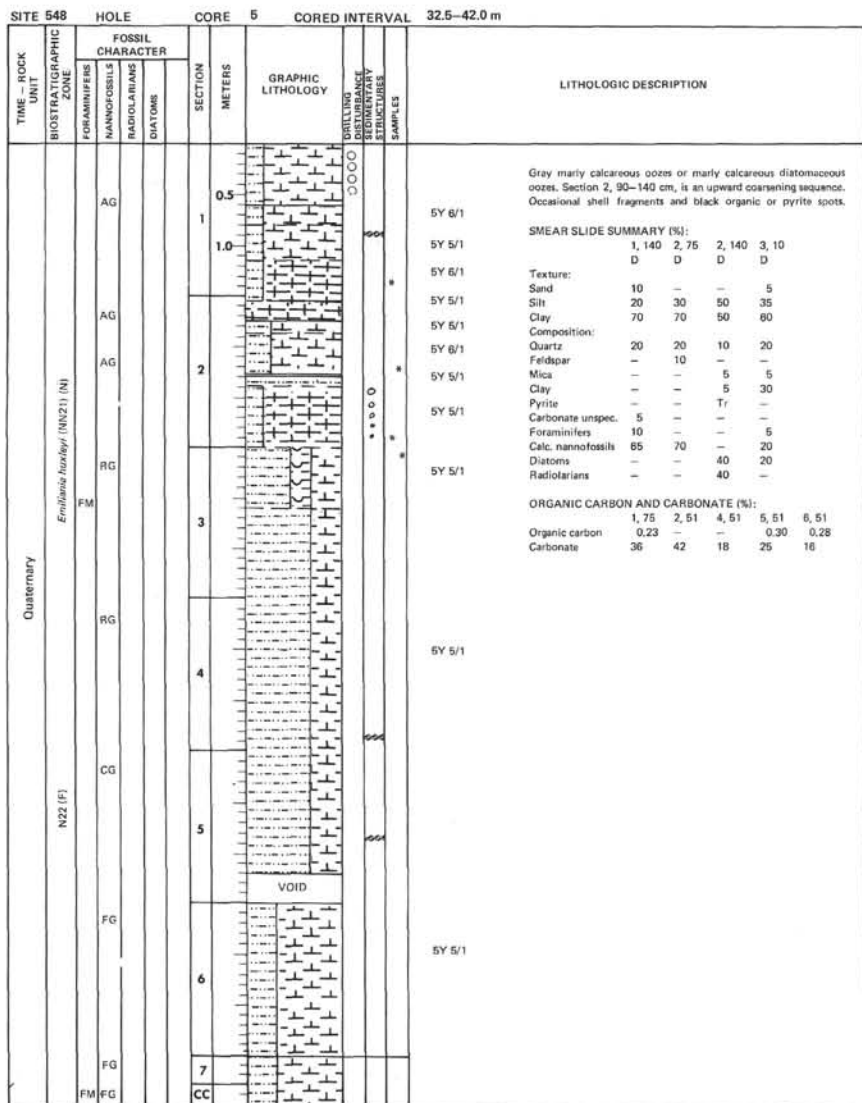 SITE 548 HOLE CORE 5 CORED INTERVAL 32.5–42.0 m
TIME – ROCK UNIT
BIOSTRATIGRAPHIC ZONE
FOSSIL CHARACTER
FORAMINIFERS
NANNOFOSSILS
RADIOLARIANS
DIATOMS
SECTION
METERS
GRAPHIC LITHOLOGY
DRILLING DISTURBANCE
SEDIMENTARY STRUCTURES
SAMPLES
LITHOLOGIC DESCRIPTION
Quaternary
Emiliania huxleyi (NN21) (N)
N22 (F)
AG
AG
AG
RG
FM
RG
CG
FG
FG
FM FG
1
0.5
1.0
2
3
4
5
VOID
6
7
CC
5Y 6/1
5Y 5/1
5Y 6/1
5Y 5/1
5Y 5/1
5Y 6/1
5Y 5/1
5Y 5/1
5Y 5/1
5Y 5/1
5Y 5/1
Gray marly calcareous oozes or marly calcareous diatomaceous
oozes. Section 2, 90–140 cm, is an upward coarsening sequence.
Occasional shell fragments and black organic or pyrite spots.
SMEAR SLIDE SUMMARY (%):
1, 140 2, 75 2, 140 3, 10
D D D D
Texture:
Sand 10 – – 5
Silt 20 30 50 35
Clay 70 70 50 60
Composition:
Quartz 20 20 10 20
Feldspar – 10 – –
Mica – – 5 5
Clay – – 5 30
Pyrite – – Tr –
Carbonate unspec. 5 – – –
Foraminifers 10 – – 5
Calc. nannofossils 65 70 – 20
Diatoms – – 40 20
Radiolarians – – 40 –
ORGANIC CARBON AND CARBONATE (%):
1, 75 2, 51 4, 51 5, 51 6, 51
Organic carbon 0.23 – – 0.30 0.28
Carbonate 36 42 18 25 16